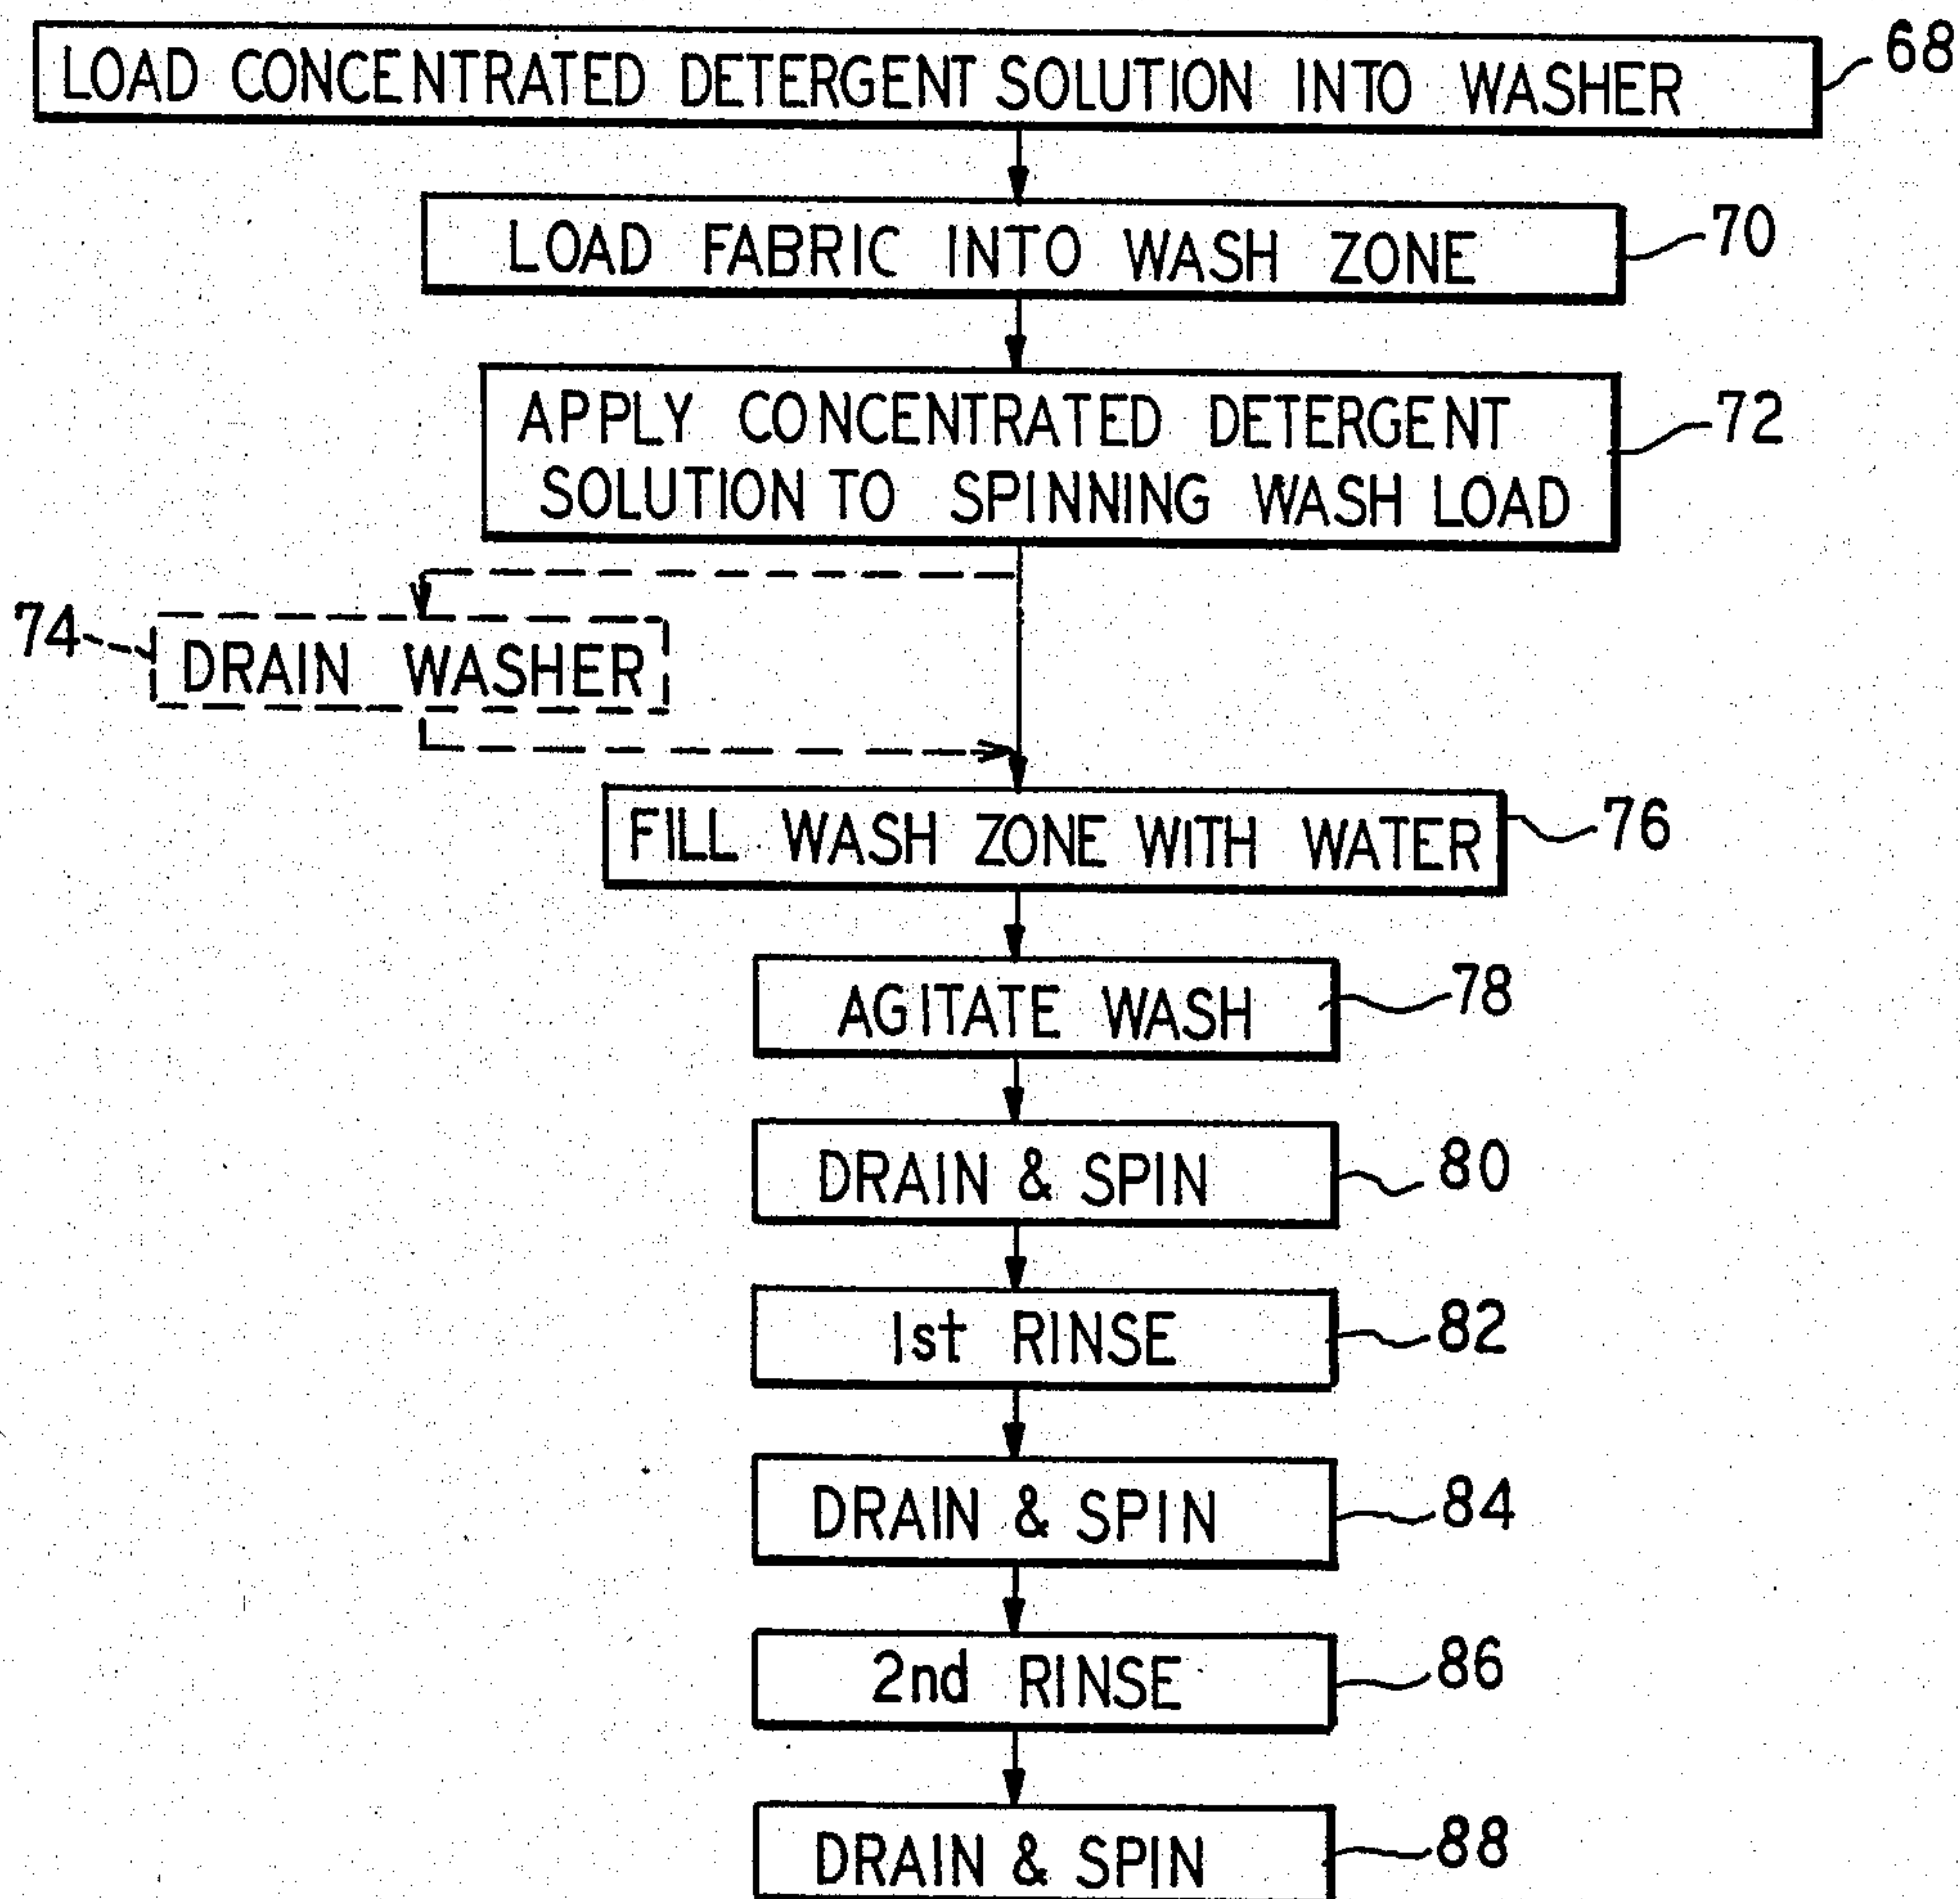 LOAD CONCENTRATED DETERGENT SOLUTION INTO WASHER
68
LOAD FABRIC INTO WASH ZONE
70
APPLY CONCENTRATED DETERGENT
SOLUTION TO SPINNING WASH LOAD
72
74
DRAIN WASHER
FILL WASH ZONE WITH WATER
76
AGITATE WASH
78
DRAIN & SPIN
80
1st RINSE
82
DRAIN & SPIN
84
2nd RINSE
86
DRAIN & SPIN
88